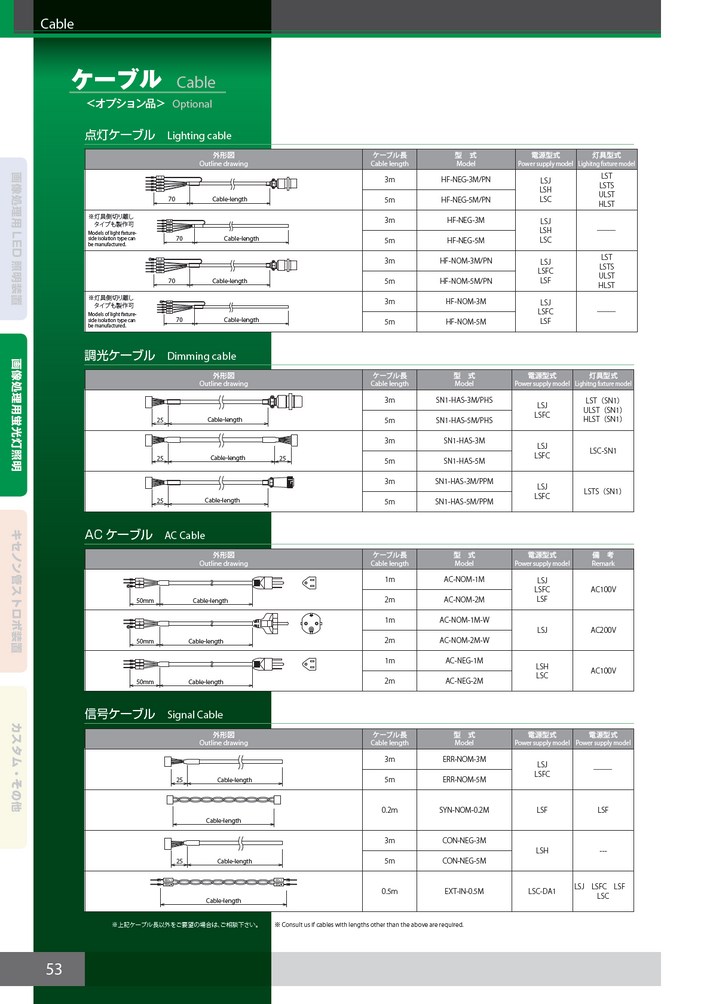 Cable
ケーブル Cable
＜オプション品＞ Optional
点灯ケーブル Lighting cable
外形図 ケーブル長 型 式 電源型式 灯具型式
Outline drawing Cable length Model Power supply model Lighitng fixture model
70 Cable-length
3m HF-NEG-3M/PN
5m HF-NEG-5M/PN
LSJ
LSH
LSC
LST
LSTS
ULST
HLST
※灯具側切り離し
タイプも製作可
Models of light fixture-
side isolation type can
be manufactured.
70 Cable-length
3m HF-NEG-3M
5m HF-NEG-5M
LSJ
LSH
LSC
——
70 Cable-length
3m HF-NOM-3M/PN
5m HF-NOM-5M/PN
LSJ
LSFC
LSF
LST
LSTS
ULST
HLST
※灯具側切り離し
タイプも製作可
Models of light fixture-
side isolation type can
be manufactured.
70 Cable-length
3m HF-NOM-3M
5m HF-NOM-5M
LSJ
LSFC
LSF
——
調光ケーブル Dimming cable
外形図 ケーブル長 型 式 電源型式 灯具型式
Outline drawing Cable length Model Power supply model Lighitng fixture model
25 Cable-length
3m SN1-HAS-3M/PHS
5m SN1-HAS-5M/PHS
LSJ
LSFC
LST（SN1）
ULST（SN1）
HLST（SN1）
25 Cable-length 25
3m SN1-HAS-3M
5m SN1-HAS-5M
LSJ
LSFC
LSC-SN1
25 Cable-length
3m SN1-HAS-3M/PPM
5m SN1-HAS-5M/PPM
LSJ
LSFC
LSTS（SN1）
AC ケーブル AC Cable
外形図 ケーブル長 型 式 電源型式 備 考
Outline drawing Cable length Model Power supply model Remark
50mm Cable-length
1m AC-NOM-1M
2m AC-NOM-2M
LSJ
LSFC
LSF
AC100V
50mm Cable-length
1m AC-NOM-1M-W
2m AC-NOM-2M-W
LSJ
AC200V
50mm Cable-length
1m AC-NEG-1M
2m AC-NEG-2M
LSH
LSC
AC100V
信号ケーブル Signal Cable
外形図 ケーブル長 型 式 電源型式 電源型式
Outline drawing Cable length Model Power supply model Power supply model
25 Cable-length
3m ERR-NOM-3M
5m ERR-NOM-5M
LSJ
LSFC
——
Cable-length
0.2m SYN-NOM-0.2M LSF LSF
25 Cable-length
3m CON-NEG-3M
5m CON-NEG-5M
LSH
---
Cable-length
0.5m EXT-IN-0.5M LSC-DA1
LSJ LSFC LSF
LSC
※上記ケーブル長以外をご要望の場合は、ご相談下さい。 ※ Consult us if cables with lengths other than the above are required.
53
画像処理用LED照明装置
画像処理用蛍光灯照明
キセノン管ストロボ装置
カスタム・その他